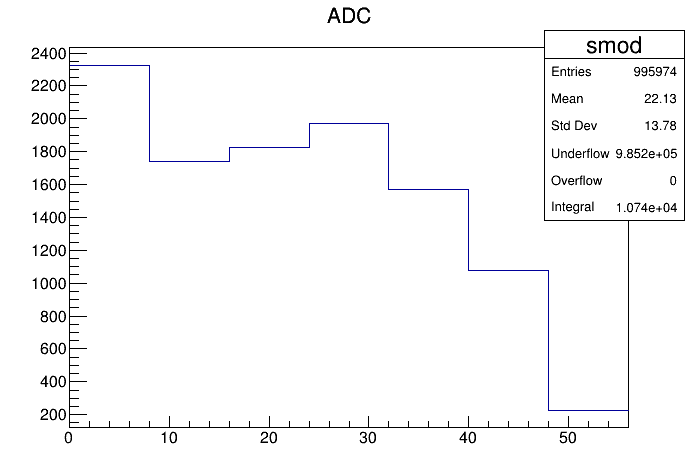 ADC
smod
Entries 995974
Mean 22.13
Std Dev 13.78
Underflow 9.852e+05
Overflow 0
Integral 1.074e+04
2400
2200
2000
1800
1600
1400
1200
1000
800
600
400
200
0 10 20 30 40 50